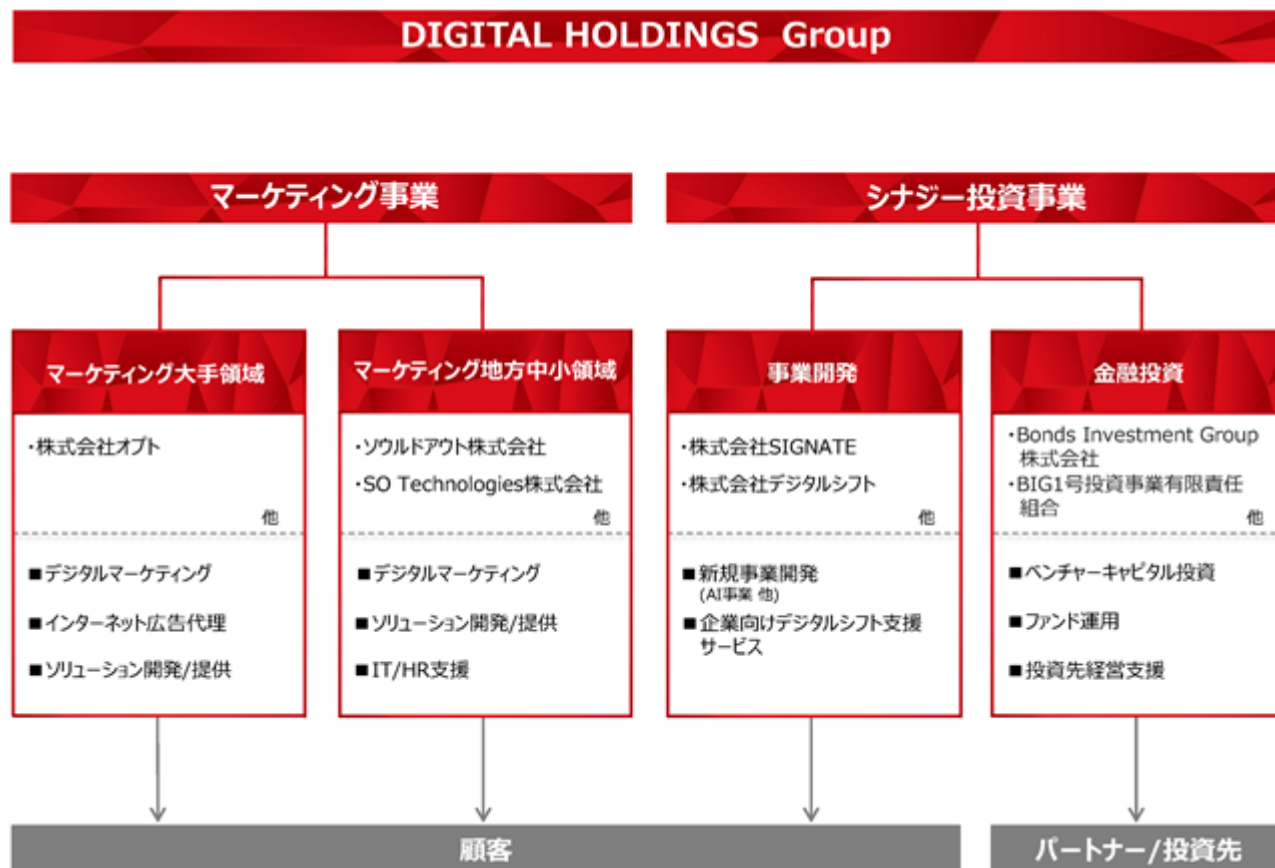 DIGITAL HOLDINGS Group
マーケティング事業
シナジー投資事業
マーケティング大手領域
・株式会社オプト
他
■デジタルマーケティング
■インターネット広告代理
■ソリューション開発/提供
マーケティング地方中小領域
・ソウルドアウト株式会社
・SO Technologies株式会社
他
■デジタルマーケティング
■ソリューション開発/提供
■IT/HR支援
事業開発
・株式会社SIGNATE
・株式会社デジタルシフト
他
■新規事業開発
(AI事業 他)
■企業向けデジタルシフト支援
サービス
金融投資
・Bonds Investment Group
株式会社
・BIG1号投資事業有限責任
組合
他
■ベンチャーキャピタル投資
■ファンド運用
■投資先経営支援
顧客
パートナー/投資先